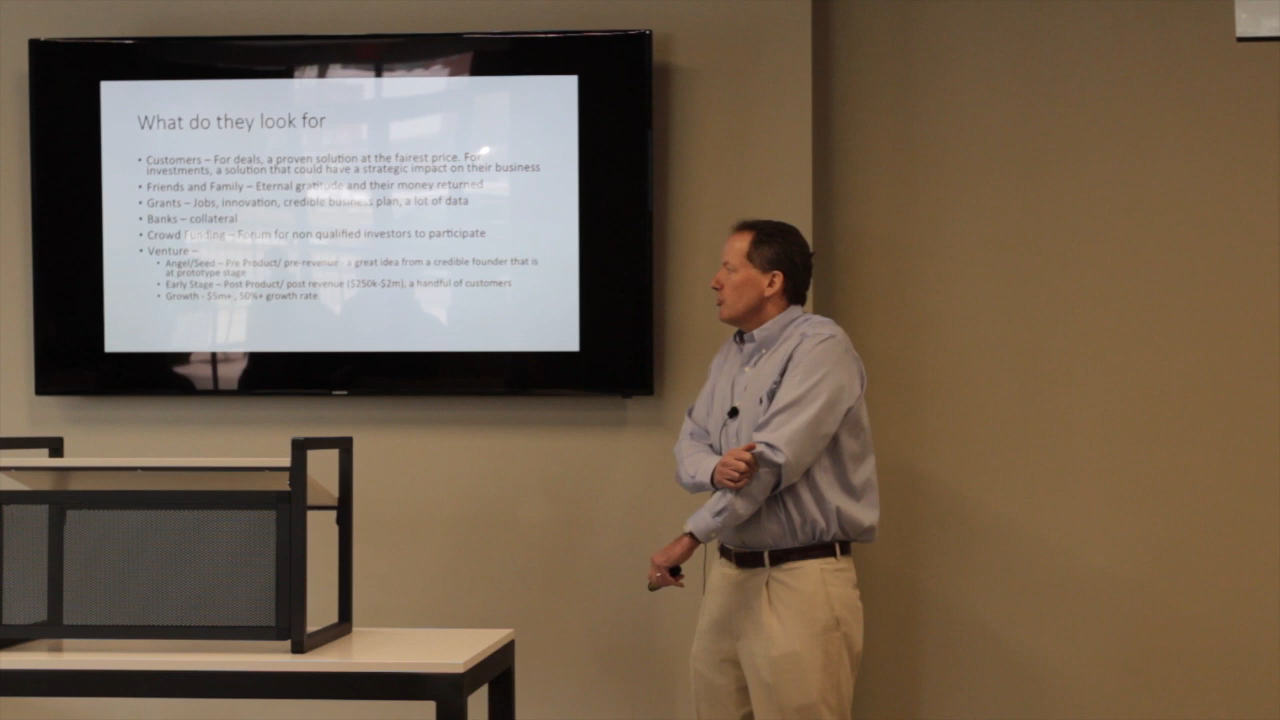 What do they look for
• Customers – For deals, a proven solution at the fairest price. For
investments, a solution that could have a strategic impact on their business
• Friends and Family – Eternal gratitude and their money returned
• Grants – Jobs, innovation, credible business plan, a lot of data
• Banks – collateral
• Crowd Funding – Forum for non qualified investors to participate
• Venture –
• Angel/Seed – Pre Product/ pre-revenue - a great idea from a credible founder that is
at prototype stage
• Early Stage – Post Product/ post revenue ($250k-$2m), a handful of customers
• Growth - $5m+, 50%+ growth rate